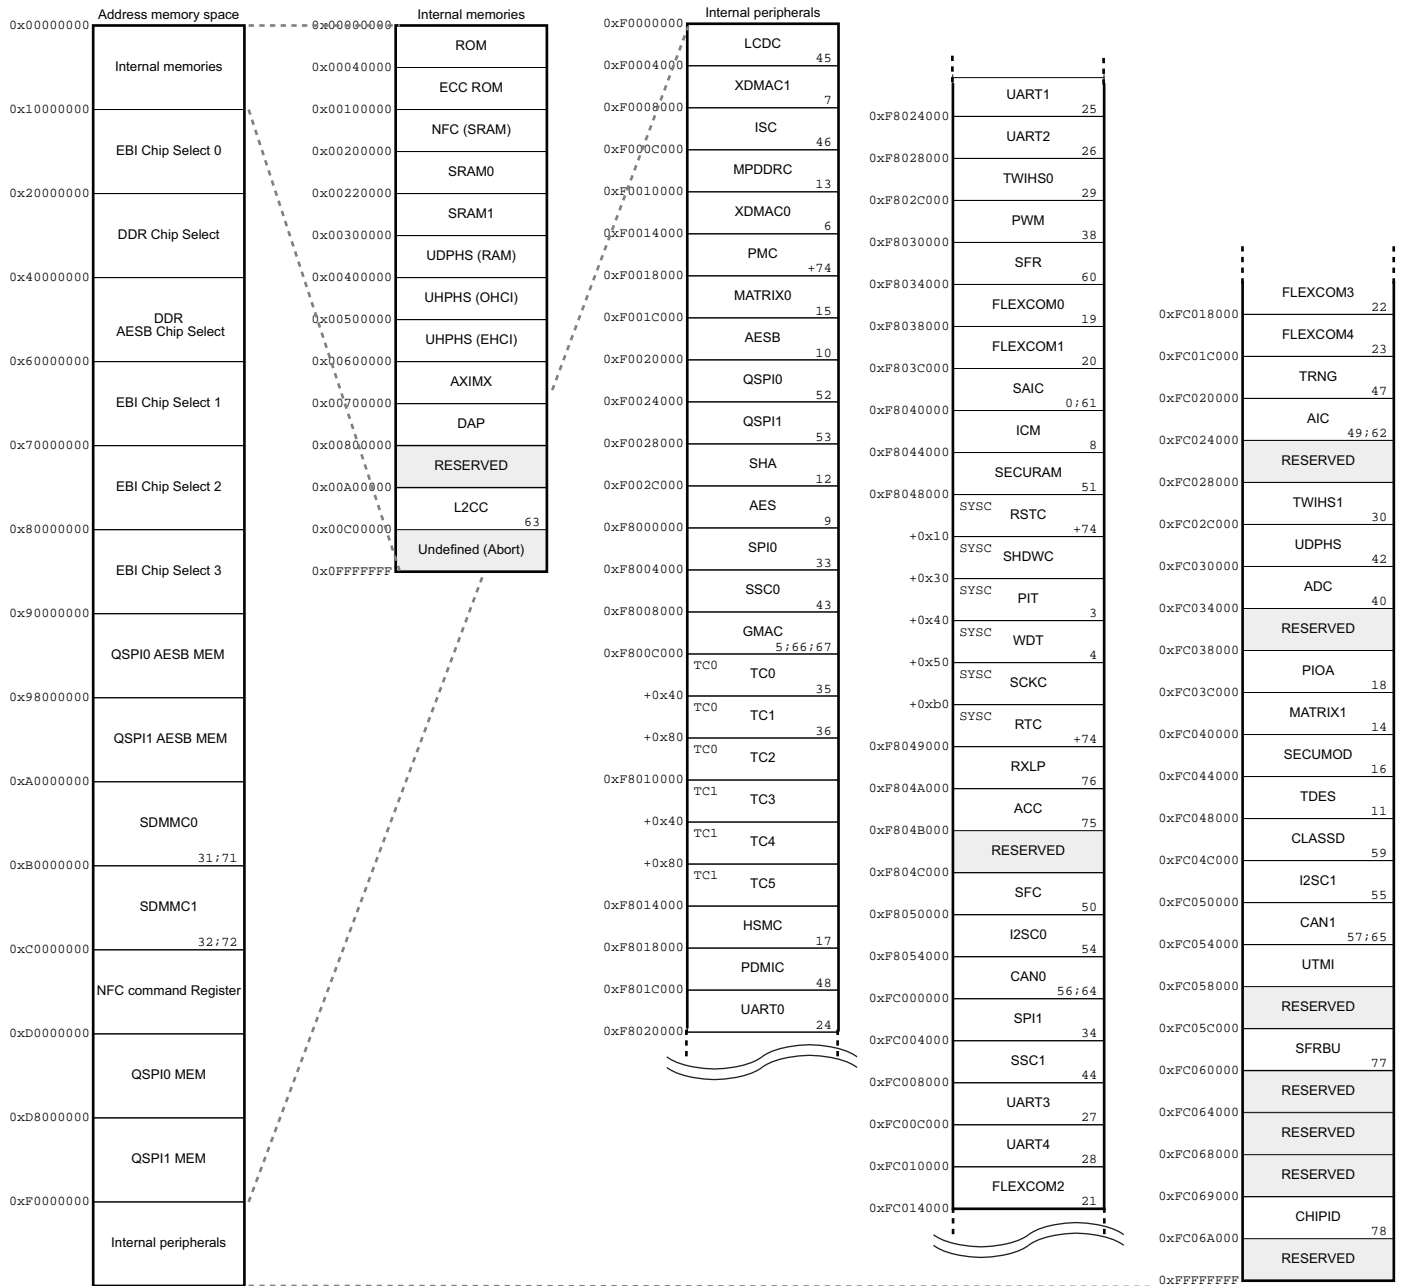 Address memory space
0x00000000
Internal memories
0x10000000
EBI Chip Select 0
0x20000000
DDR Chip Select
0x40000000
DDR
AESB Chip Select
0x60000000
EBI Chip Select 1
0x70000000
EBI Chip Select 2
0x80000000
EBI Chip Select 3
0x90000000
QSPI0 AESB MEM
0x98000000
QSPI1 AESB MEM
0xA0000000
SDMMC0
31;71
0xB0000000
SDMMC1
32;72
0xC0000000
NFC command Register
0xD0000000
QSPI0 MEM
0xD8000000
QSPI1 MEM
0xF0000000
Internal peripherals
Internal memories
0x00000000
ROM
0x00040000
ECC ROM
0x00100000
NFC (SRAM)
0x00200000
SRAM0
0x00220000
SRAM1
0x00300000
UDPHS (RAM)
0x00400000
UHPHS (OHCI)
0x00500000
UHPHS (EHCI)
0x00600000
AXIMX
0x00700000
DAP
0x00800000
RESERVED
0x00A00000
L2CC
63
0x00C00000
Undefined (Abort)
0x0FFFFFFF
Internal peripherals
0xF0000000
LCDC
45
0xF0004000
XDMAC1
7
0xF0008000
ISC
46
0xF000C000
MPDDRC
13
0xF0010000
XDMAC0
6
0xF0014000
PMC
+74
0xF0018000
MATRIX0
15
0xF001C000
AESB
10
0xF0020000
QSPI0
52
0xF0024000
QSPI1
53
0xF0028000
SHA
12
0xF002C000
AES
9
0xF8000000
SPI0
33
0xF8004000
SSC0
43
0xF8008000
GMAC
5;66;67
0xF800C000
TC0
TC0
35
+0x40
TC0
TC1
36
+0x80
TC0
TC2
0xF8010000
TC1
TC3
+0x40
TC1
TC4
+0x80
TC1
TC5
0xF8014000
HSMC
17
0xF8018000
PDMIC
48
0xF801C000
UART0
24
0xF8020000
UART1
25
0xF8024000
UART2
26
0xF8028000
TWIHS0
29
0xF802C000
PWM
38
0xF8030000
SFR
60
0xF8034000
FLEXCOM0
19
0xF8038000
FLEXCOM1
20
0xF803C000
SAIC
0;61
0xF8040000
ICM
8
0xF8044000
SECURAM
51
0xF8048000
SYSC
RSTC
+74
+0x10
SYSC
SHDWC
+0x30
SYSC
PIT
3
+0x40
SYSC
WDT
4
+0x50
SYSC
SCKC
+0xb0
SYSC
RTC
+74
0xF8049000
RXLP
76
0xF804A000
ACC
75
0xF804B000
RESERVED
0xF804C000
SFC
50
0xF8050000
I2SC0
54
0xF8054000
CAN0
56;64
0xFC000000
SPI1
34
0xFC004000
SSC1
44
0xFC008000
UART3
27
0xFC00C000
UART4
28
0xFC010000
FLEXCOM2
21
0xFC014000
FLEXCOM3
22
0xFC018000
FLEXCOM4
23
0xFC01C000
TRNG
47
0xFC020000
AIC
49;62
0xFC024000
RESERVED
0xFC028000
TWIHS1
30
0xFC02C000
UDPHS
42
0xFC030000
ADC
40
0xFC034000
RESERVED
0xFC038000
PIOA
18
0xFC03C000
MATRIX1
14
0xFC040000
SECUMOD
16
0xFC044000
TDES
11
0xFC048000
CLASSD
59
0xFC04C000
I2SC1
55
0xFC050000
CAN1
57;65
0xFC054000
UTMI
0xFC058000
RESERVED
0xFC05C000
SFRBU
77
0xFC060000
RESERVED
0xFC064000
RESERVED
0xFC068000
RESERVED
0xFC069000
CHIPID
78
0xFC06A000
RESERVED
0xFFFFFFFF